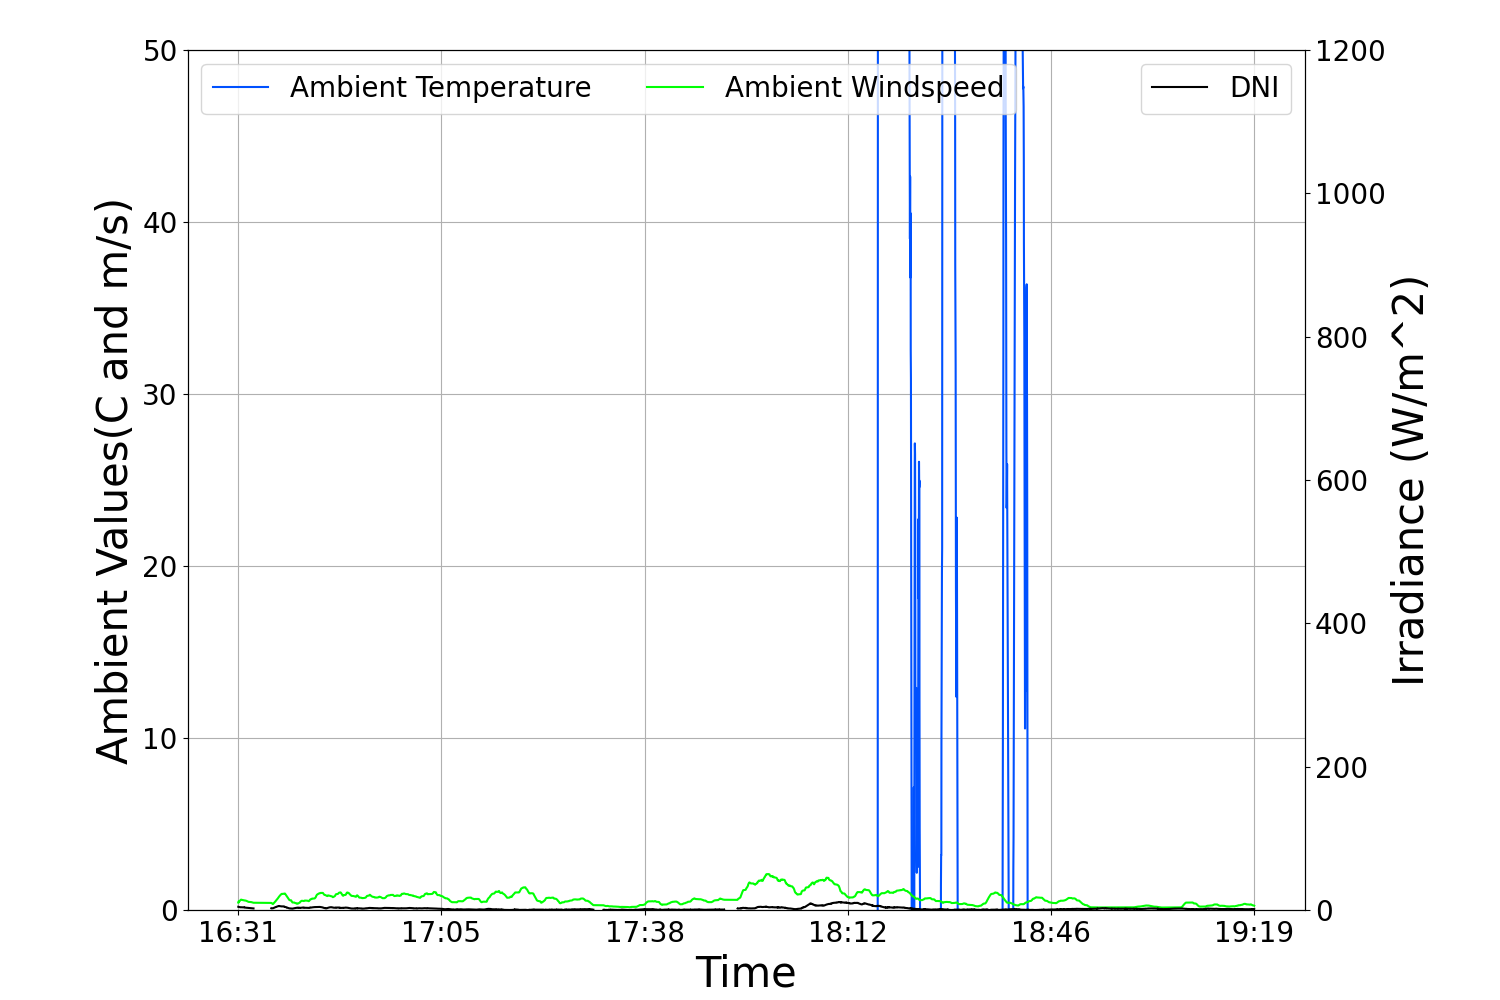 Ambient Temperature
Ambient Windspeed
DNI
50
40
30
20
10
0
Ambient Values(C and m/s)
1200
1000
800
600
400
200
0
Irradiance (W/m^2)
16:31 17:05 17:38 18:12 18:46 19:19
Time